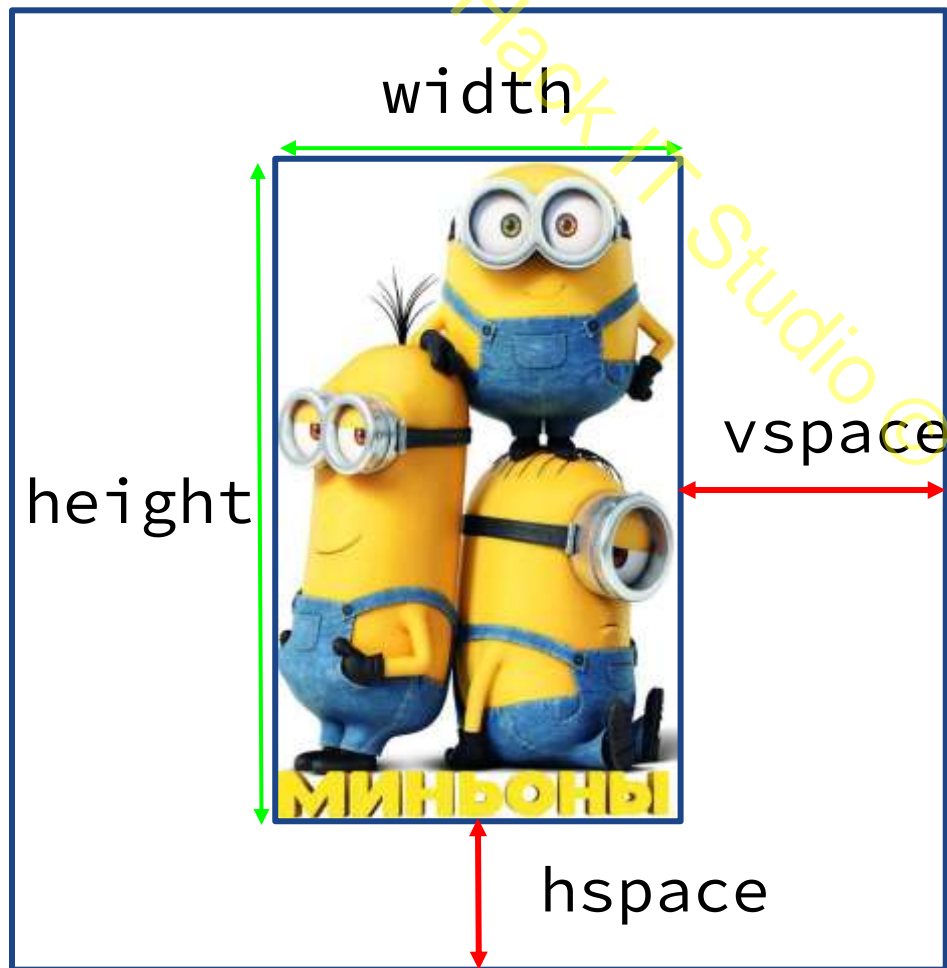 Hack IT Studio ©
width
vspace
height
МИНЬОНЫ
hspace